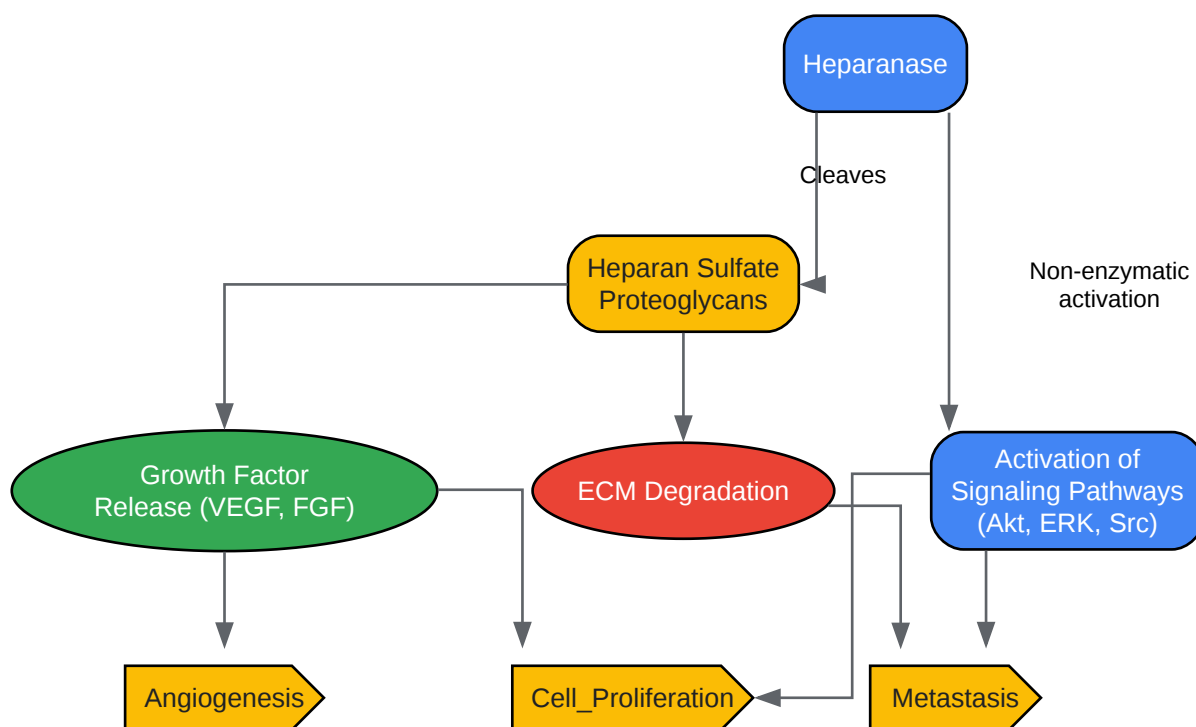 Heparanase
Cleaves
Heparan Sulfate
Proteoglycans
Non-enzymatic
activation
Growth Factor
Release (VEGF, FGF)
ECM Degradation
Activation of
Signaling Pathways
(Akt, ERK, Src)
Angiogenesis
Cell_Proliferation
Metastasis